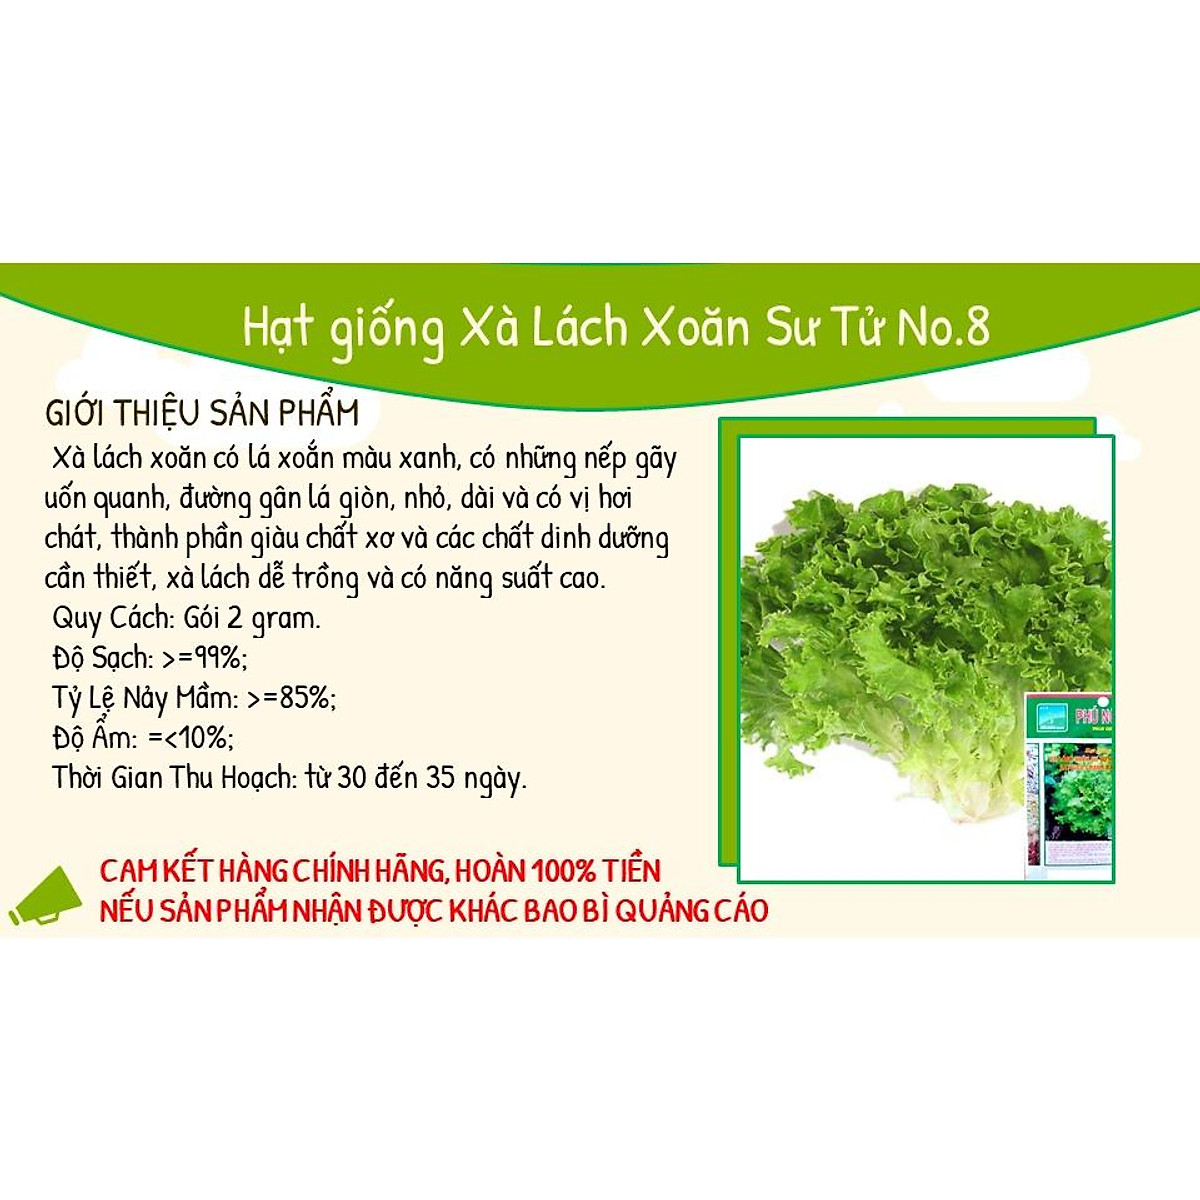 Hạt giống Xà Lách Xoăn Sư Tử No.8
GIỚI THIỆU SẢN PHẨM
Xà lách xoăn có lá xoắn màu xanh, có những nếp gãy
uốn quanh, đường gân lá giòn, nhỏ, dài và có vị hơi
chát, thành phần giàu chất xơ và các chất dinh dưỡng
cần thiết, xà lách dễ trồng và có năng suất cao.
Quy Cách: Gói 2 gram.
Độ Sạch: >=99%;
Tỷ Lệ Nảy Mầm: >=85%;
Độ Ẩm: =<10%;
Thời Gian Thu Hoạch: từ 30 đến 35 ngày.
CAM KẾT HÀNG CHÍNH HÃNG, HOÀN 100% TIỀN
NẾU SẢN PHẨM NHẬN ĐƯỢC KHÁC BAO BÌ QUẢNG CÁO
PHÚ